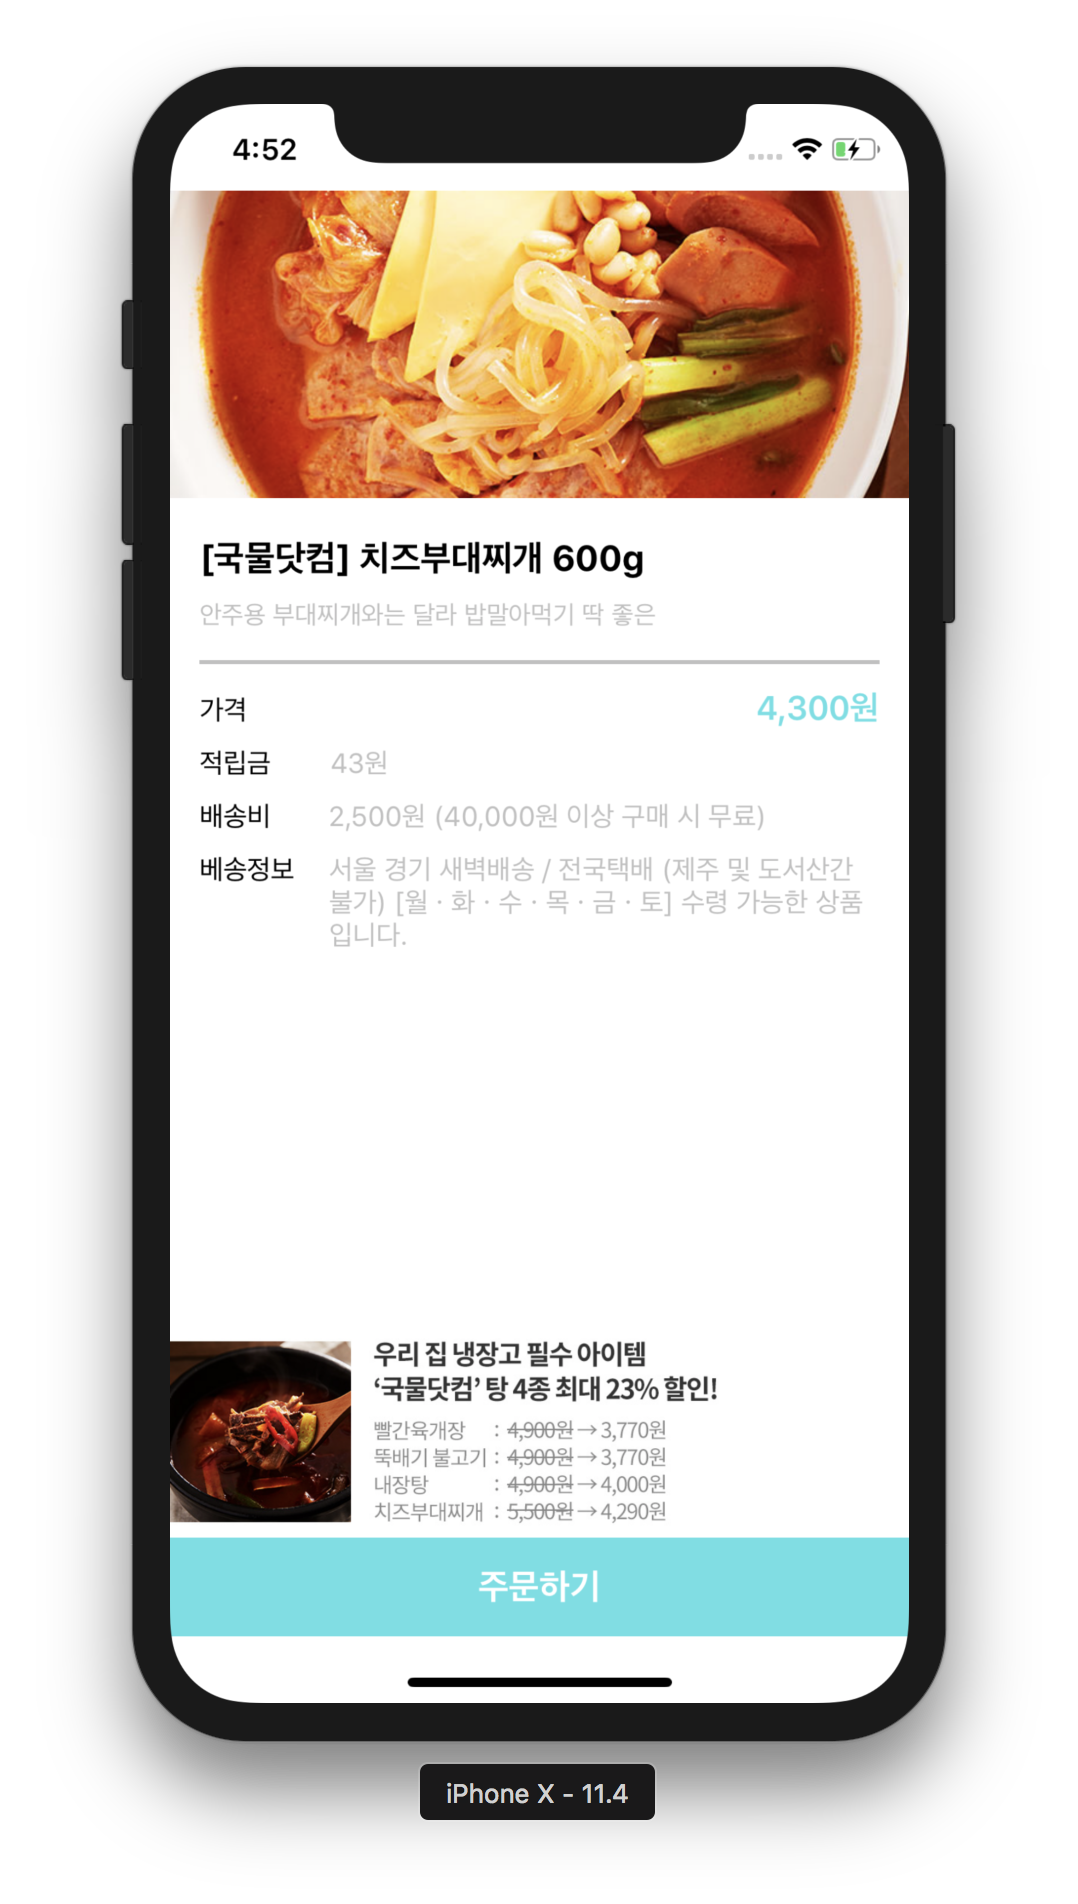 4:52
[국물닷컴] 치즈부대찌개 600g
안주용 부대찌개와는 달라 밥말아먹기 딱 좋은
가격 4,300원
적립금 43원
배송비 2,500원 (40,000원 이상 구매 시 무료)
베송정보 서울 경기 새벽배송 / 전국택배 (제주 및 도서산간
불가) [월 · 화 · 수 · 목 · 금 · 토] 수령 가능한 상품
입니다.
우리 집 냉장고 필수 아이템
‘국물닷컴’ 탕 4종 최대 23% 할인!
빨간육개장 : 4,900원→3,770원
뚝배기 불고기 : 4,900원→3,770원
내장탕 : 4,900원→4,000원
치즈부대찌개 : 5,500원→4,290원
주문하기
iPhone X - 11.4